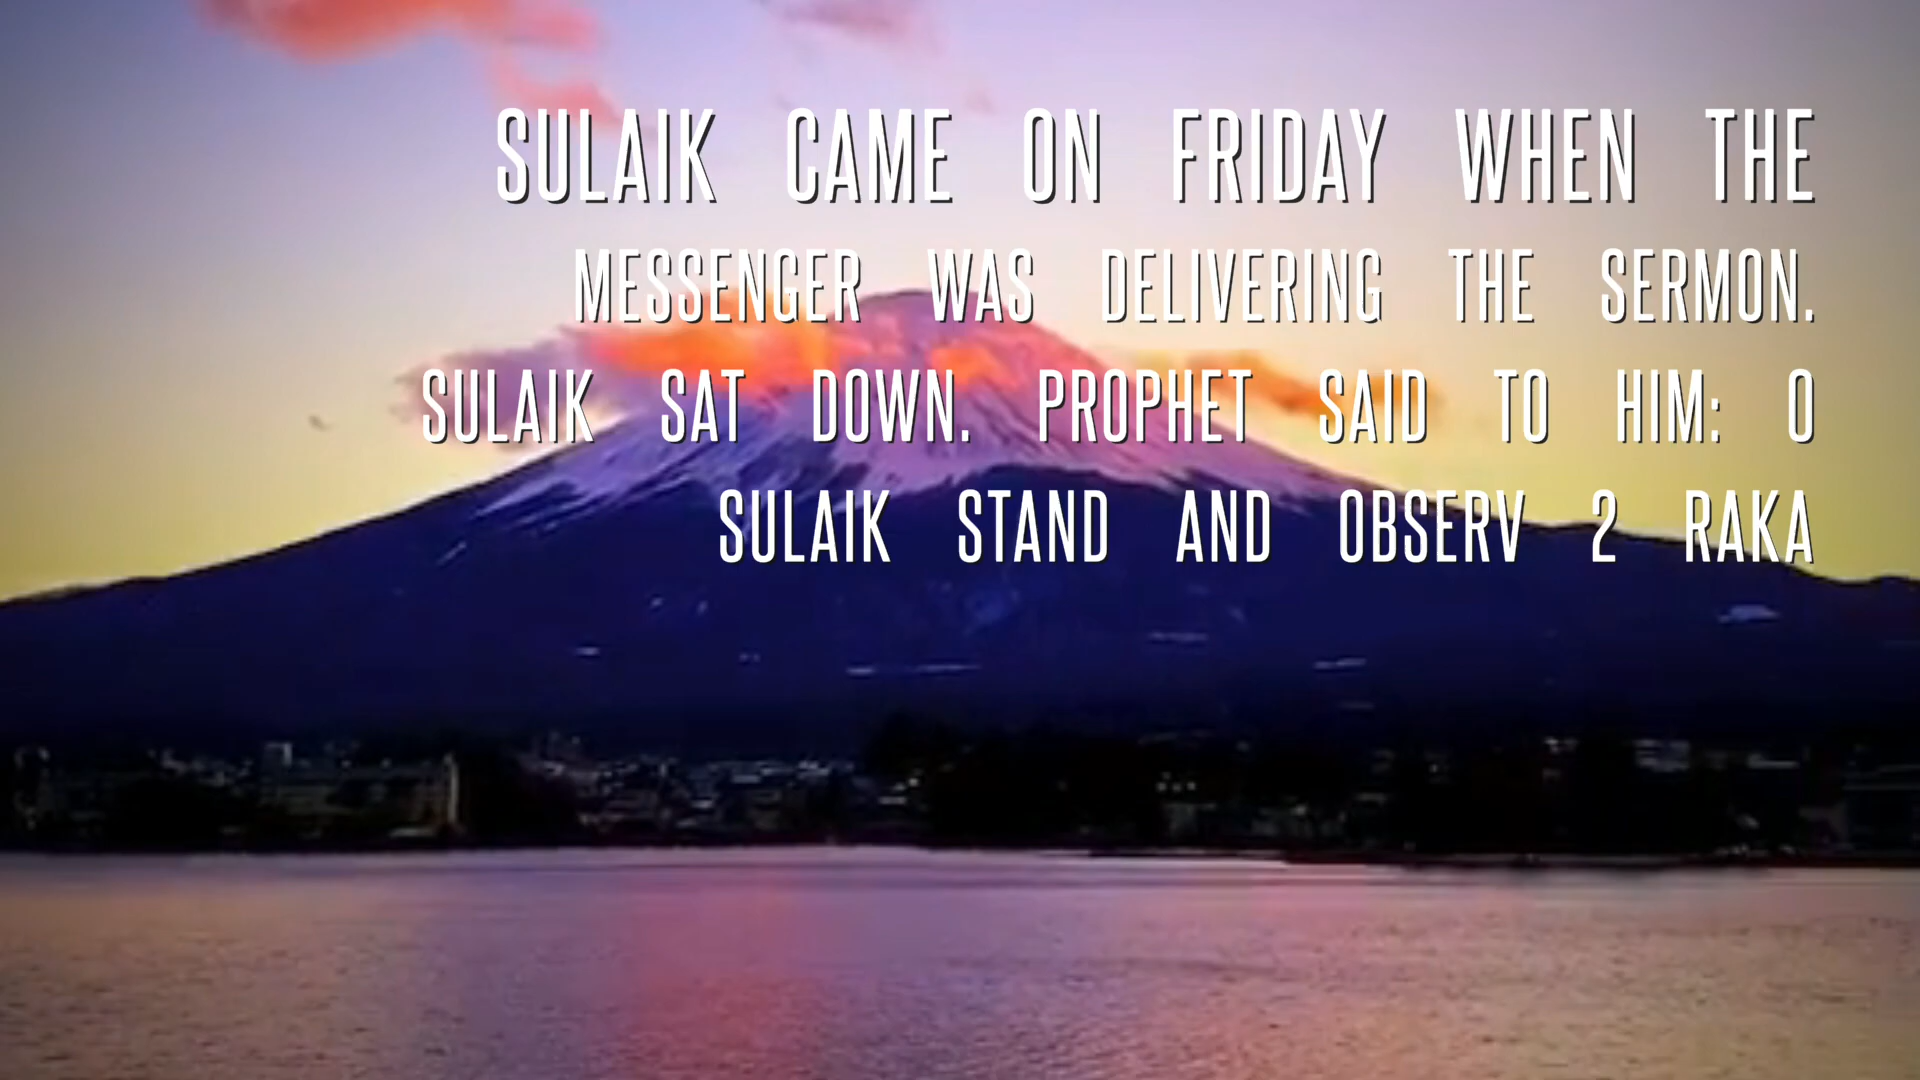 SULAIK CAME ON FRIDAY WHEN THE
MESSENGER WAS DELIVERING THE SERMON.
SULAIK SAT DOWN. PROPHET SAID TO HIM: O
SULAIK STAND AND OBSERV 2 RAKA